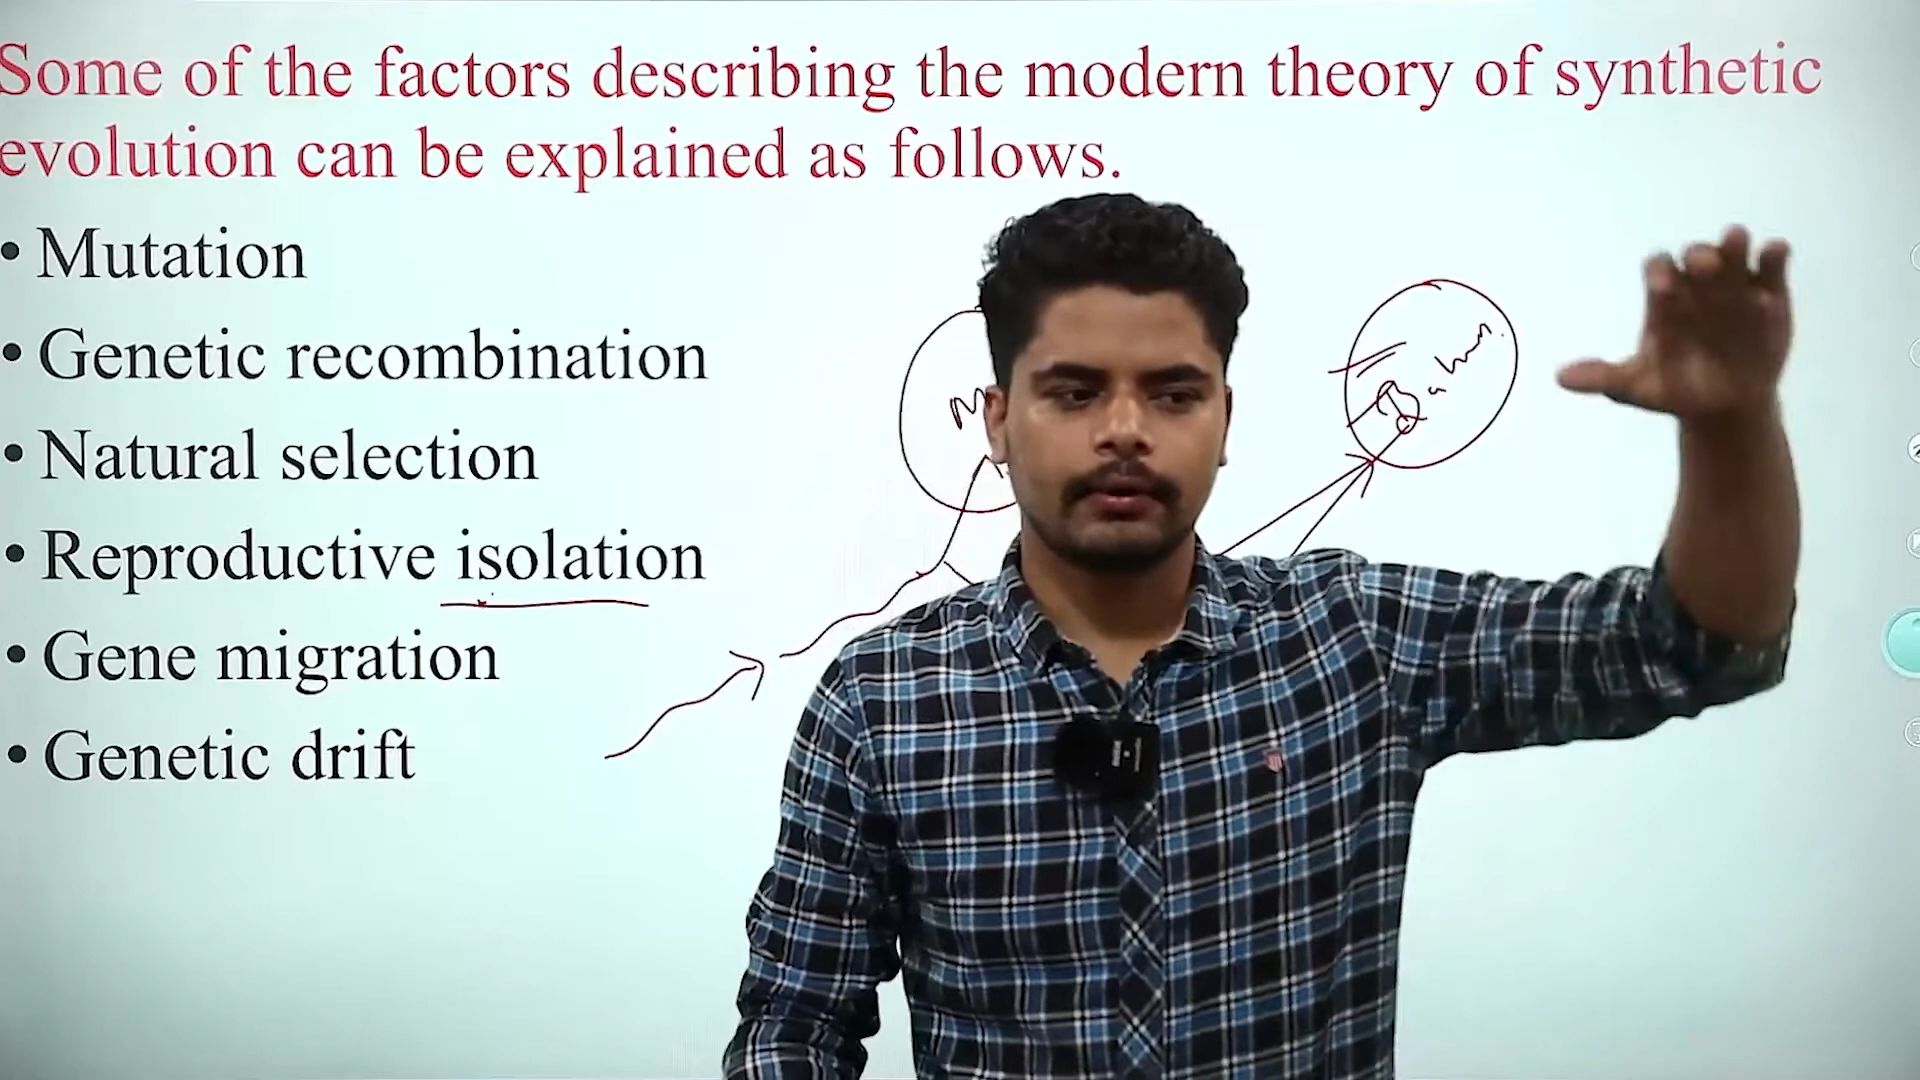 Some of the factors describing the modern theory of synthetic
evolution can be explained as follows.
• Mutation
• Genetic recombination
• Natural selection
• Reproductive isolation
• Gene migration
• Genetic drift